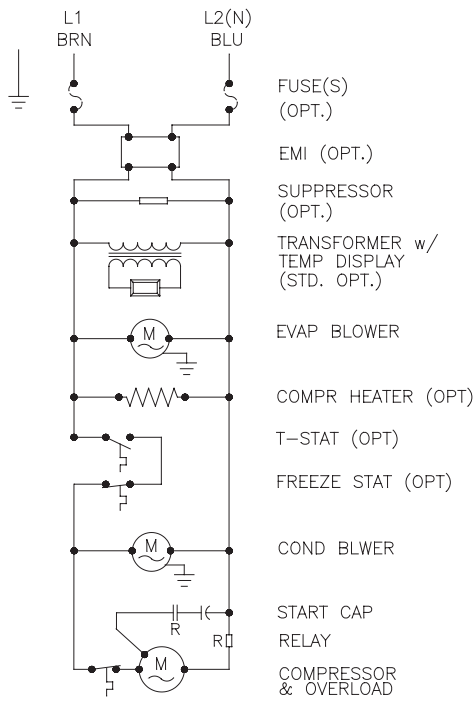 L1
BRN
L2(N)
BLU
FUSE(S)
(OPT.)
EMI (OPT.)
SUPPRESSOR
(OPT.)
TRANSFORMER w/
TEMP DISPLAY
(STD. OPT.)
M
EVAP BLOWER
COMPR HEATER (OPT)
T-STAT (OPT)
FREEZE STAT (OPT)
M
COND BLWER
START CAP
R
R
RELAY
M
COMPRESSOR
& OVERLOAD